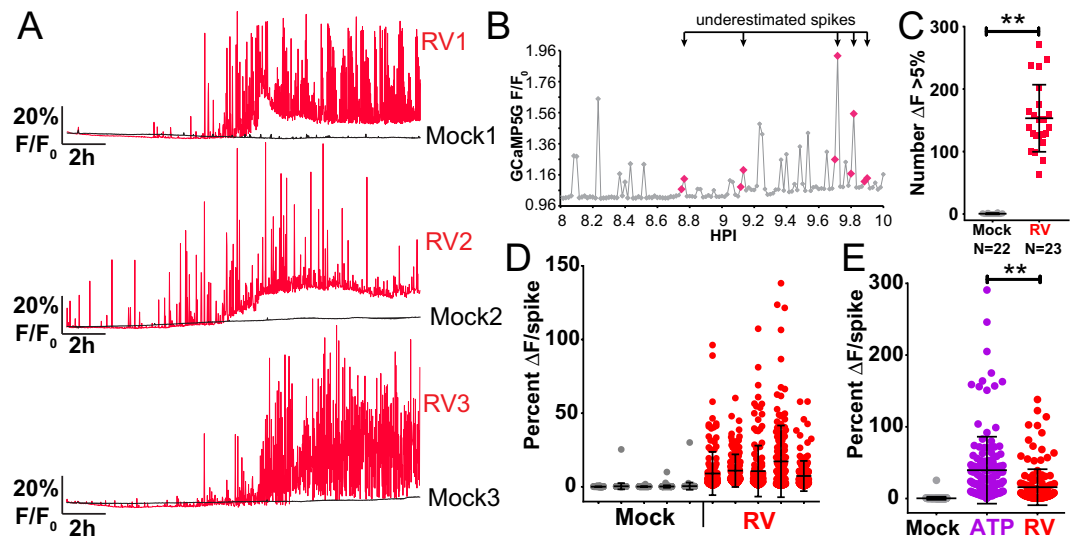 A
RV1
20%
F/F₀
2h
Mock1
RV2
20%
F/F₀
2h
Mock2
RV3
20%
F/F₀
2h
Mock3
B
underestimated spikes
GCaMP5G F/F₀
1.96
1.76
1.56
1.36
1.16
0.96
8 8.2 8.4 8.6 8.8 9 9.2 9.4 9.6 9.8 10
HPI
C
**
Number ΔF >5%
300
200
100
0
Mock RV
N=22 N=23
D
Percent ΔF/spike
150
100
50
0
Mock RV
E
**
Percent ΔF/spike
300
200
100
0
Mock ATP RV